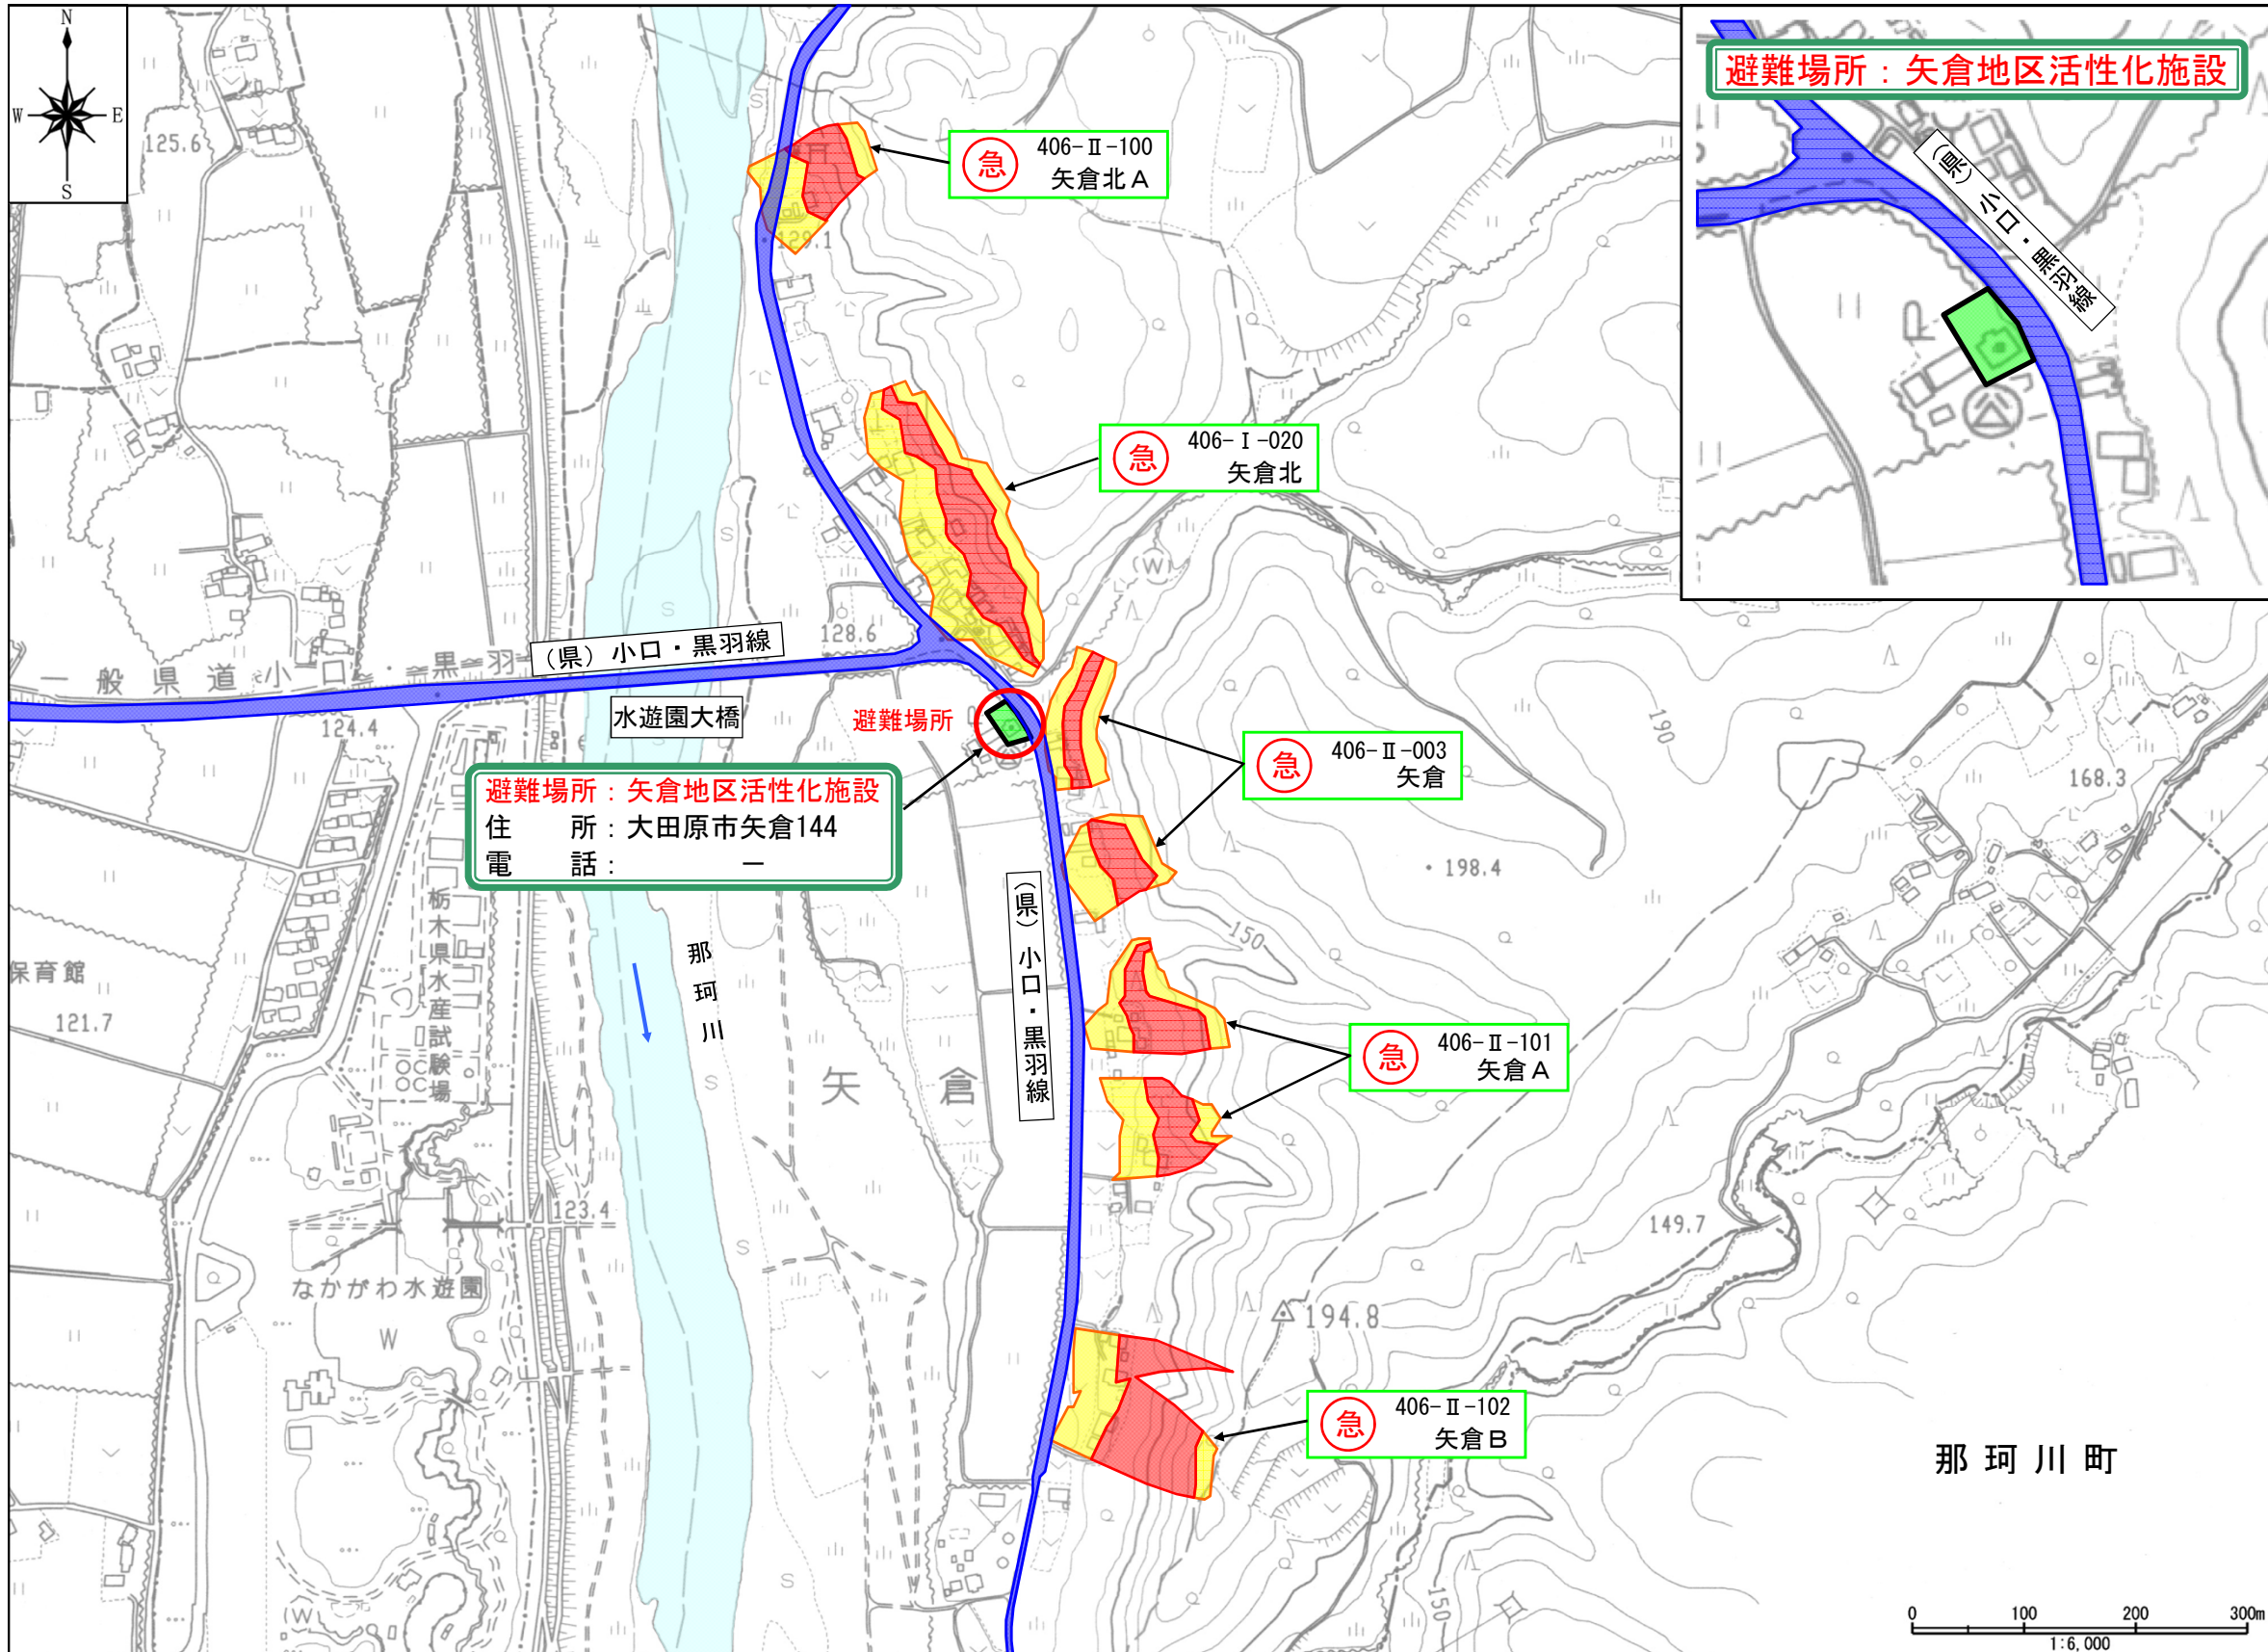 N
W
E
S
避難場所：矢倉地区活性化施設
（県）小口・黒羽線
125.6
急
406-Ⅱ-100
矢倉北Ａ
129.1
急
406-Ⅰ-020
矢倉北
(W)
128.6
（県）小口・黒羽線
一般県道小口・黒羽
水遊園大橋
124.4
避難場所
急
406-Ⅱ-003
矢倉
190
168.3
避難場所：矢倉地区活性化施設
住　　所：大田原市矢倉144
電　　話：　　　　－
198.4
150
（県）小口・黒羽線
栃木県水産試験場
那珂川
保育館
121.7
矢倉
急
406-Ⅱ-101
矢倉Ａ
123.4
149.7
なかがわ水遊園
W
194.8
急
406-Ⅱ-102
矢倉Ｂ
那珂川町
(W)
150
0
100
200
300m
1:6,000